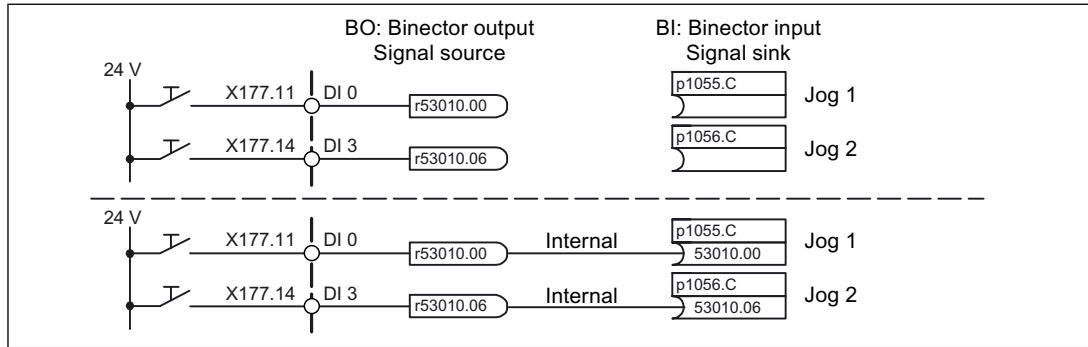 BO: Binector output BI: Binector input
Signal source Signal sink
24 V
X177.11 DI 0 r53010.00 p1055.C Jog 1
X177.14 DI 3 r53010.06 p1056.C Jog 2
24 V
X177.11 DI 0 r53010.00 Internal p1055.C 53010.00 Jog 1
X177.14 DI 3 r53010.06 Internal p1056.C 53010.06 Jog 2